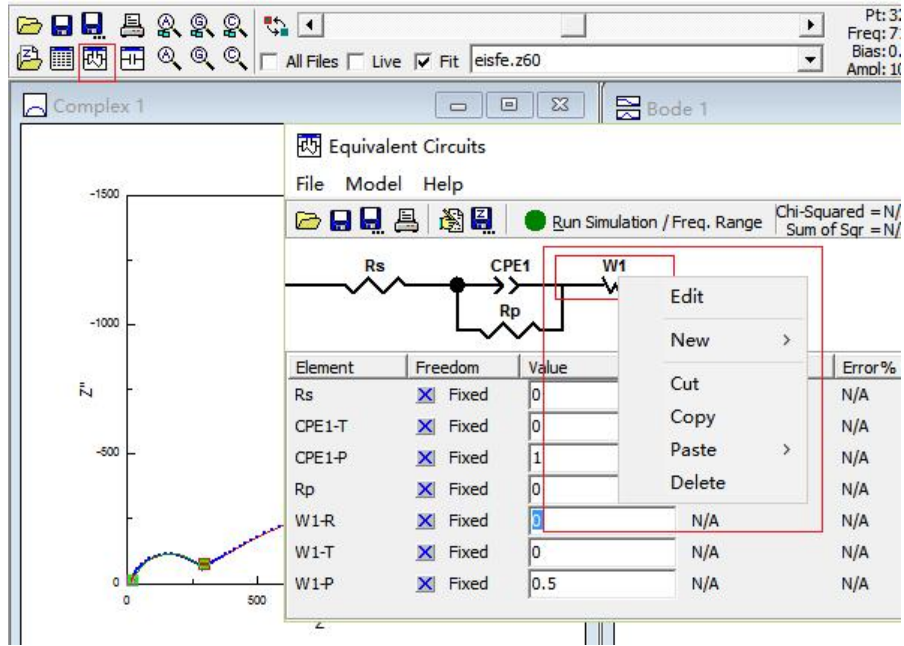 Pt: 32
Freq: 71
All Files Live Fit eisfe.z60
Bias: 0.
Ampl: 10
Complex 1
Bode 1
Equivalent Circuits
File Model Help
Run Simulation / Freq. Range
Chi-Squared = N/
Sum of Sqr = N/
Rs CPE1 W1
Rp
Edit
New
Cut
Copy
Paste
Delete
Element Freedom Value Error%
Rs Fixed 0 N/A
CPE1-T Fixed 0 N/A
CPE1-P Fixed 1 N/A
Rp Fixed 0 N/A
W1-R Fixed 0 N/A N/A
W1-T Fixed 0 N/A N/A
W1-P Fixed 0.5 N/A N/A
-1500
-1000
Z''
-500
0
0 500